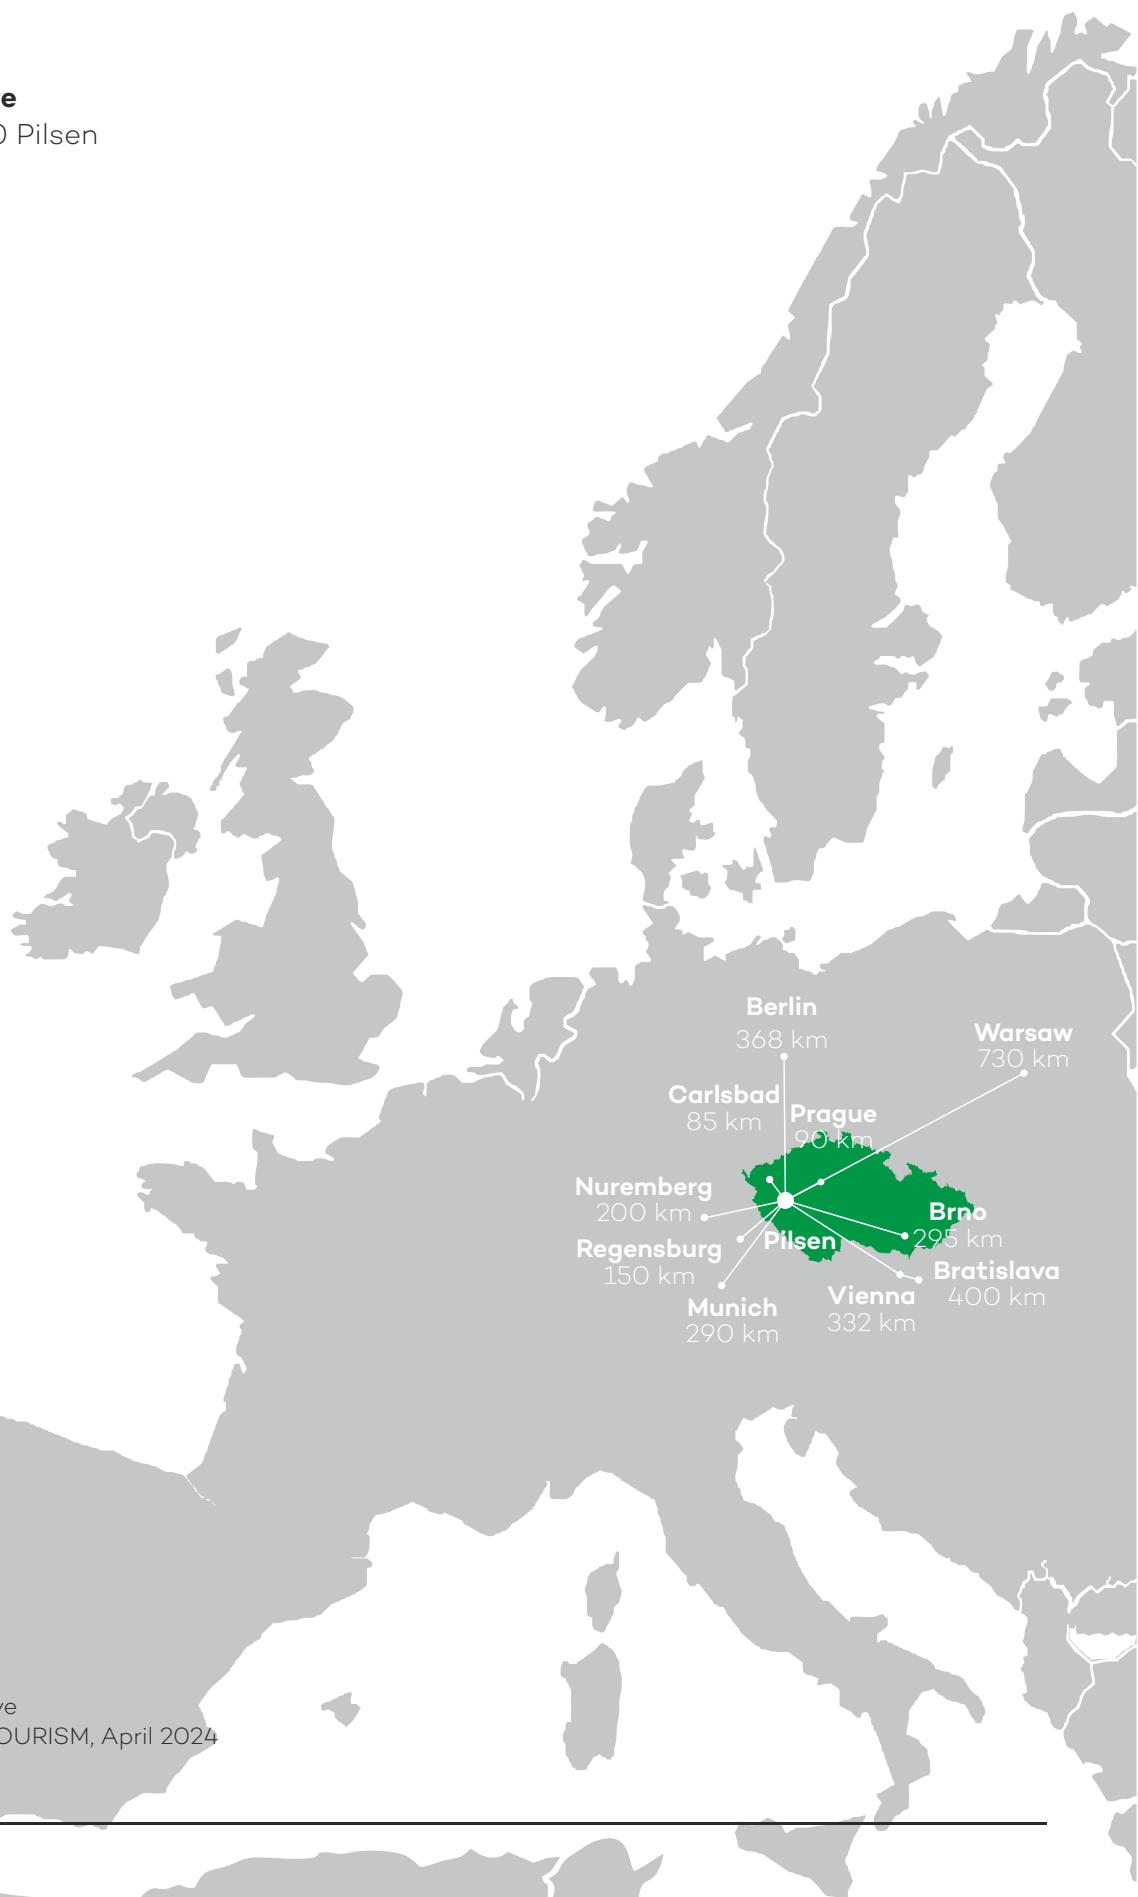 e
0 Pilsen
Berlin
368 km
Warsaw
730 km
Carlsbad
85 km
Prague
90 km
Nuremberg
200 km
Brno
295 km
Regensburg
150 km
Pilsen
Bratislava
400 km
Vienna
332 km
Munich
290 km
ve
OURISM, April 2024